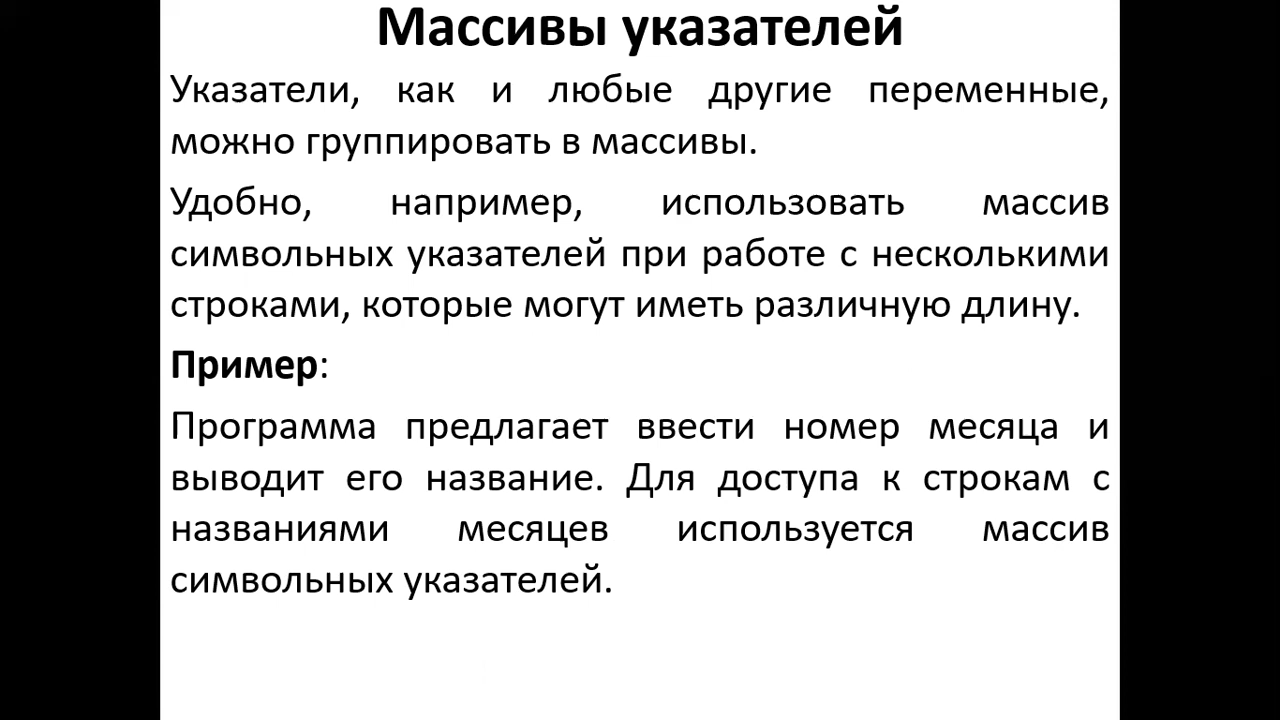 Массивы указателей
Указатели, как и любые другие переменные,
можно группировать в массивы.
Удобно, например, использовать массив
символьных указателей при работе с несколькими
строками, которые могут иметь различную длину.
Пример:
Программа предлагает ввести номер месяца и
выводит его название. Для доступа к строкам с
названиями месяцев используется массив
символьных указателей.